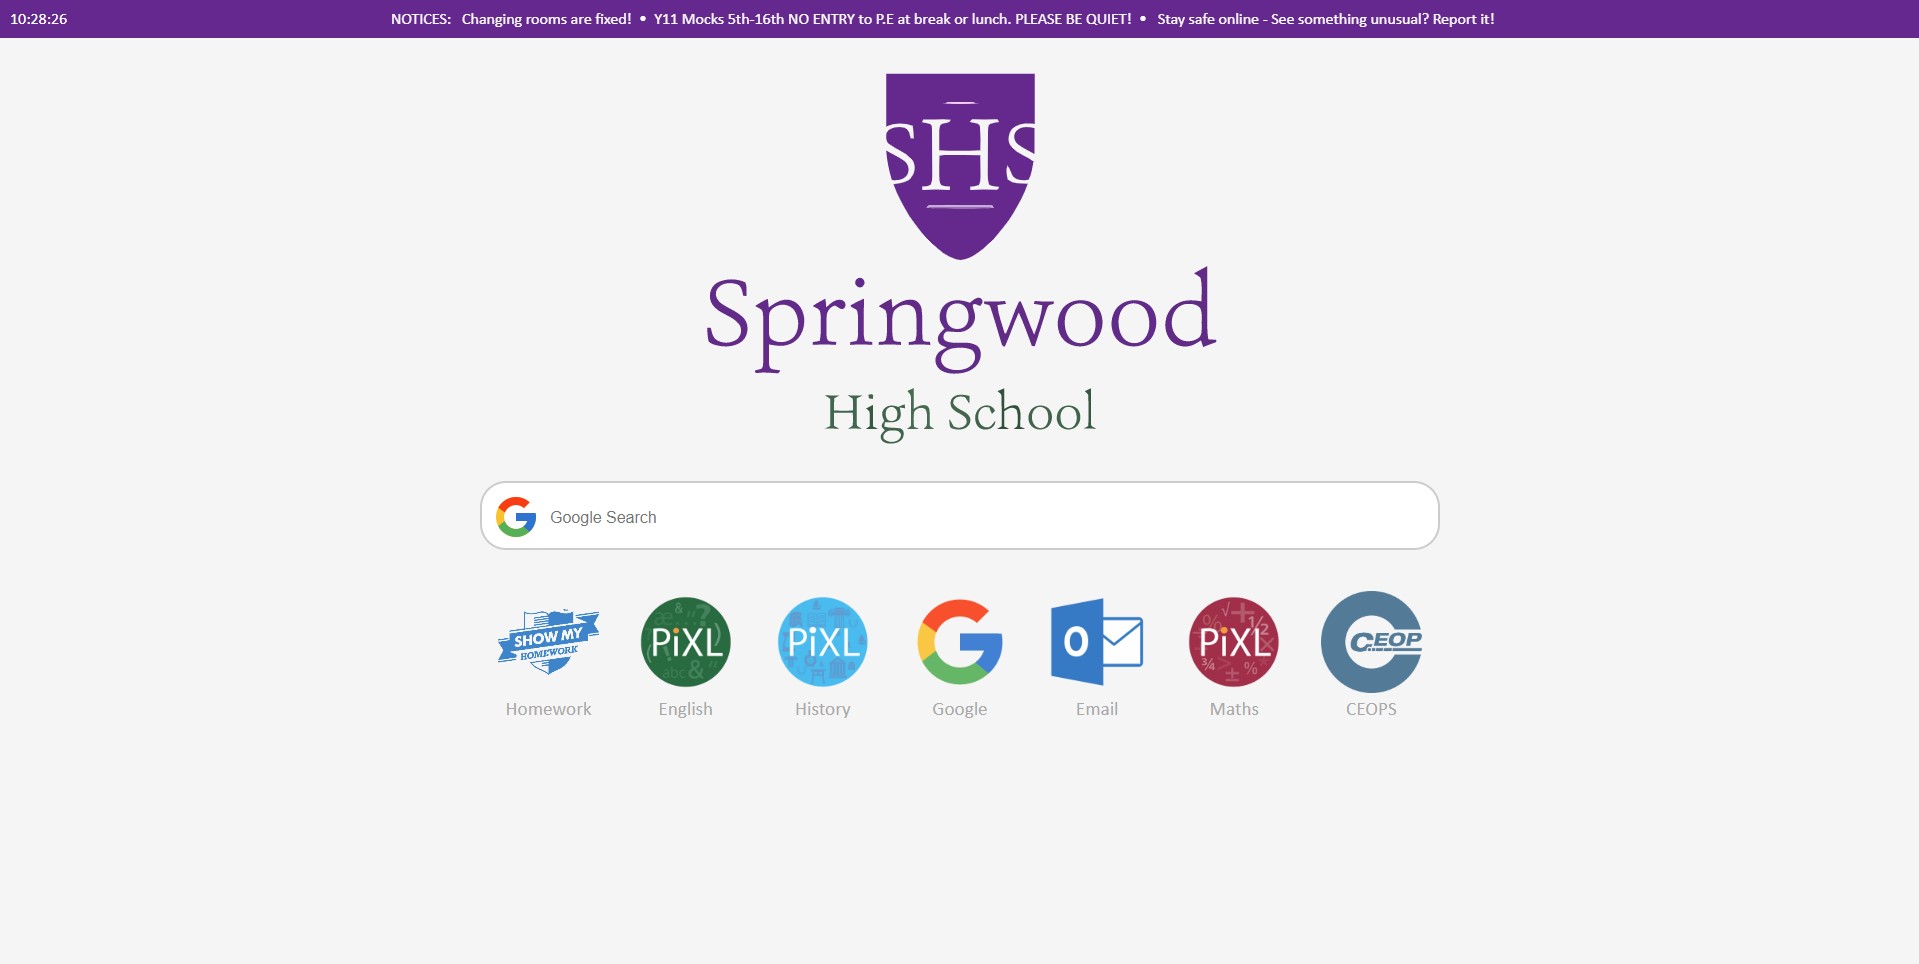 10:28:26
NOTICES: Changing rooms are fixed! • Y11 Mocks 5th-16th NO ENTRY to P.E at break or lunch. PLEASE BE QUIET! • Stay safe online - See something unusual? Report it!
SHS
Springwood
High School
Google Search
SHOW MY
HOMEWORK
PiXL
PiXL
O
PiXL
CEOP
Homework
English
History
Google
Email
Maths
CEOPS